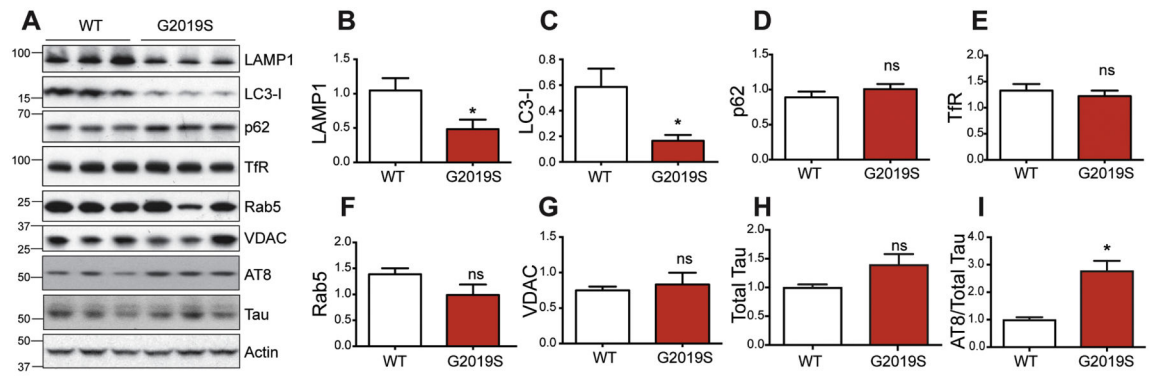 A
WT G2019S
100
LAMP1
15
LC3-I
70
p62
100
TfR
25
Rab5
37
VDAC
25
50
AT8
50
Tau
50
Actin
37
B
LAMP1
1.5
1.0
0.5
0.0
*
WT G2019S
C
LC3-I
0.8
0.6
0.4
0.2
0.0
*
WT G2019S
D
p62
1.5
1.0
0.5
0.0
ns
WT G2019S
E
TfR
2.0
1.5
1.0
0.5
0.0
ns
WT G2019S
F
Rab5
2.0
1.5
1.0
0.5
0.0
ns
WT G2019S
G
VDAC
1.5
1.0
0.5
0.0
ns
WT G2019S
H
Total Tau
2.0
1.5
1.0
0.5
0.0
ns
WT G2019S
I
AT8/Total Tau
4.0
3.0
2.0
1.0
0.0
*
WT G2019S